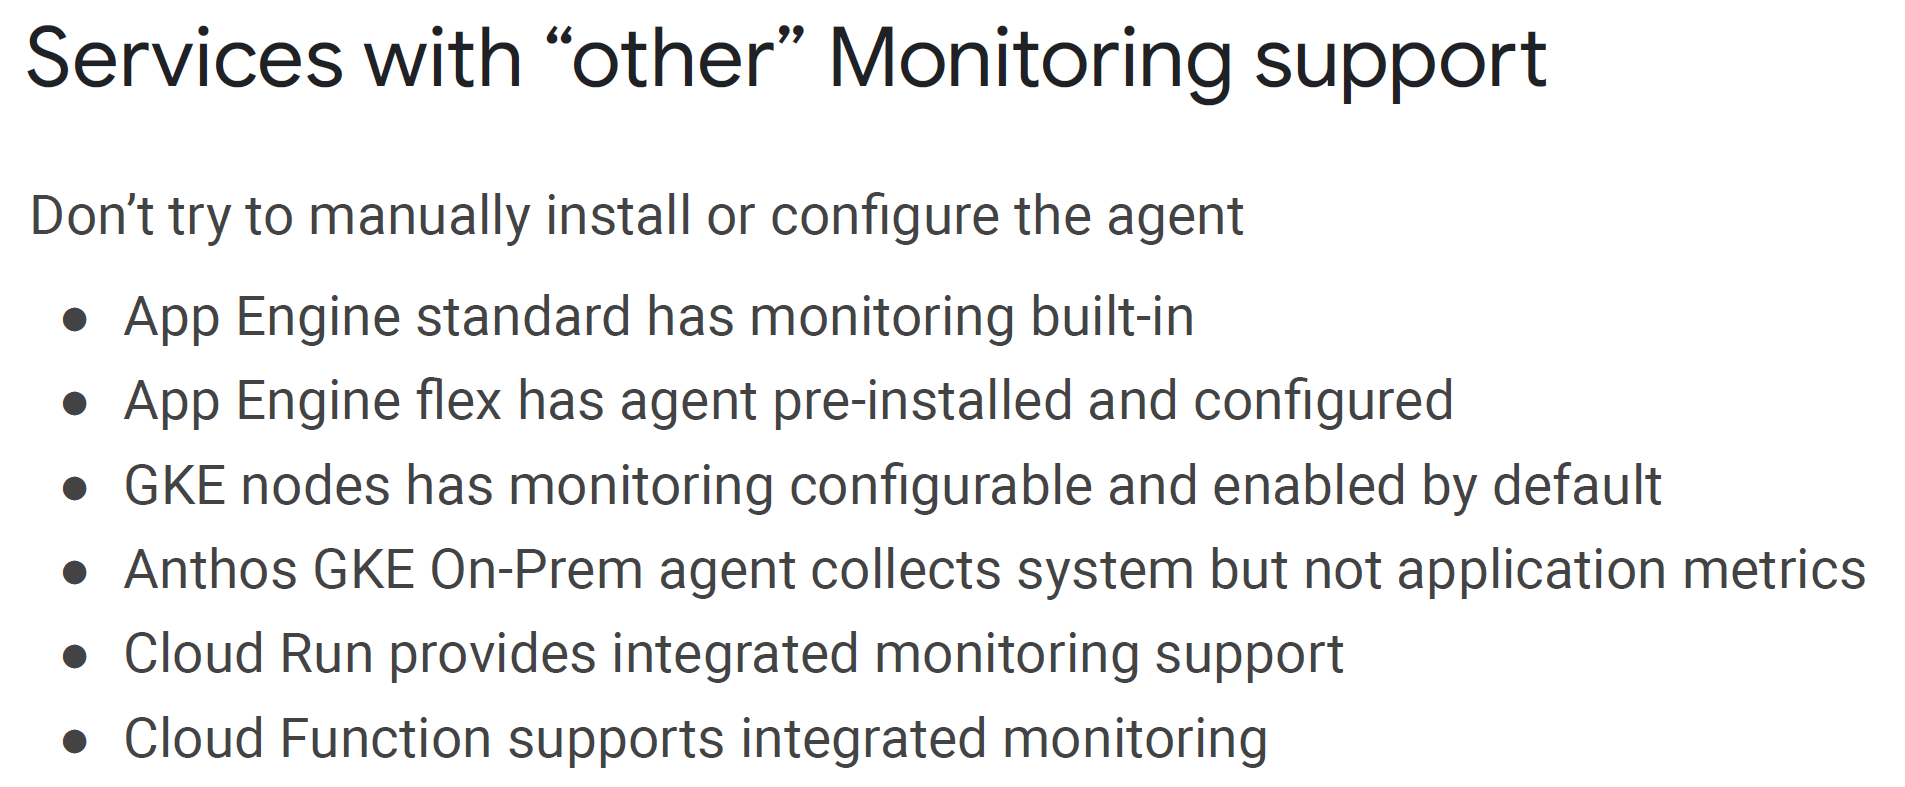 Services with “other” Monitoring support
Don’t try to manually install or configure the agent
● App Engine standard has monitoring built-in
● App Engine flex has agent pre-installed and configured
● GKE nodes has monitoring configurable and enabled by default
● Anthos GKE On-Prem agent collects system but not application metrics
● Cloud Run provides integrated monitoring support
● Cloud Function supports integrated monitoring